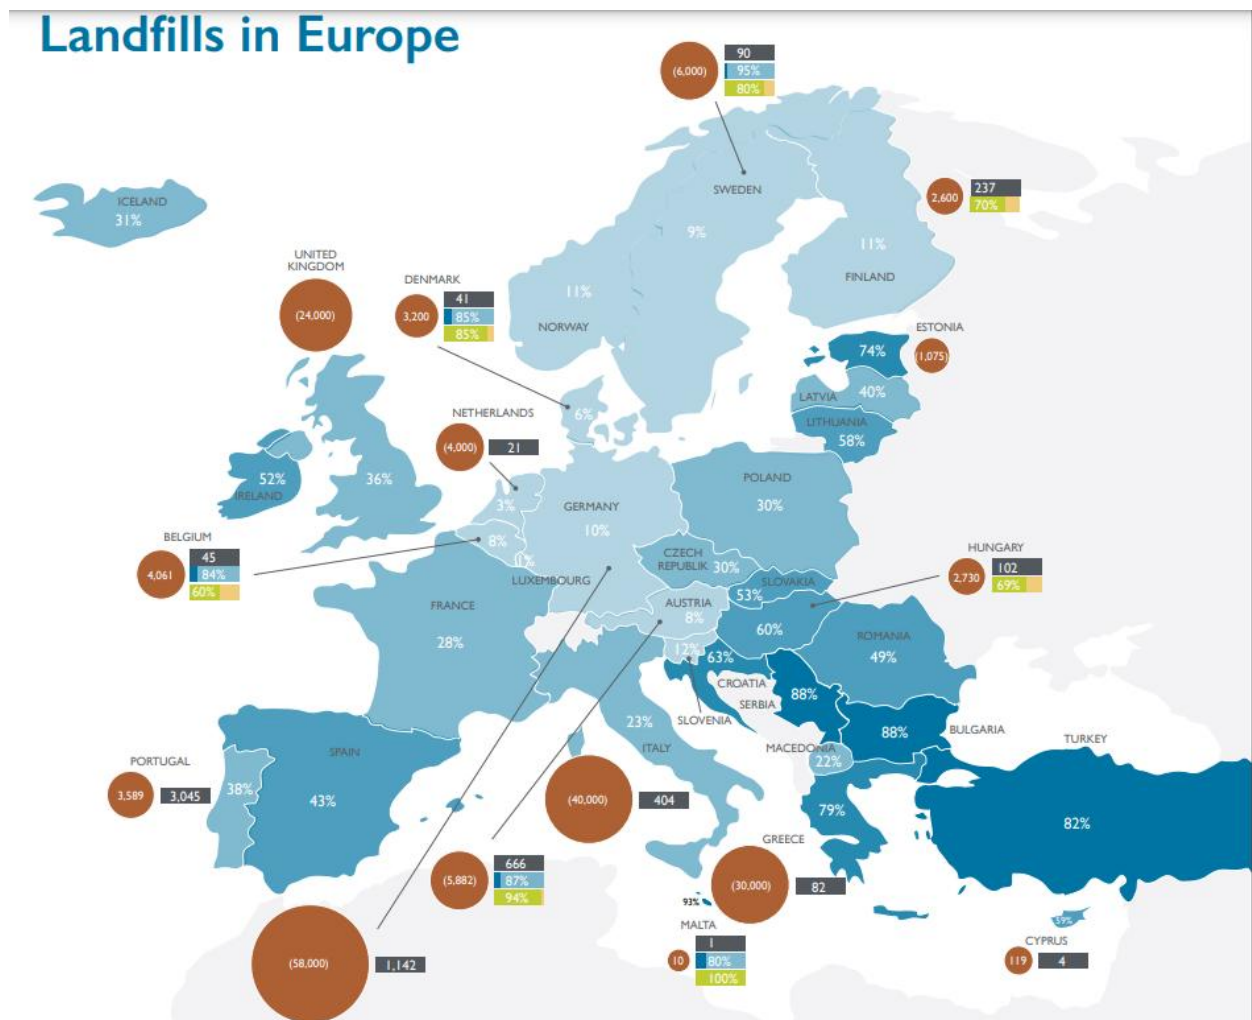 Landfills in Europe
90
(6,000)
95%
80%
SWEDEN
9%
237
2,600
70%
ICELAND
31%
UNITED
KINGDOM
(24,000)
DENMARK
41
3,200
85%
85%
11%
NORWAY
11%
FINLAND
ESTONIA
74%
(1,075)
LATVIA
40%
LITHUANIA
58%
6%
NETHERLANDS
(4,000)
21
52%
IRELAND
36%
3%
GERMANY
10%
POLAND
30%
BELGIUM
45
4,061
84%
60%
8%
LUXEMBOURG
CZECH
REPUBLIK
30%
SLOVAKIA
53%
HUNGARY
102
2,730
69%
FRANCE
28%
AUSTRIA
8%
60%
ROMANIA
49%
12%
63%
CROATIA
SERBIA
88%
SLOVENIA
88%
BULGARIA
MACEDONIA
22%
TURKEY
82%
23%
ITALY
SPAIN
43%
PORTUGAL
3,589
3,045
38%
(40,000)
404
79%
GREECE
(30,000)
82
666
(5,882)
87%
94%
93%
MALTA
1
10
80%
100%
59%
CYPRUS
119
4
(58,000)
1,142